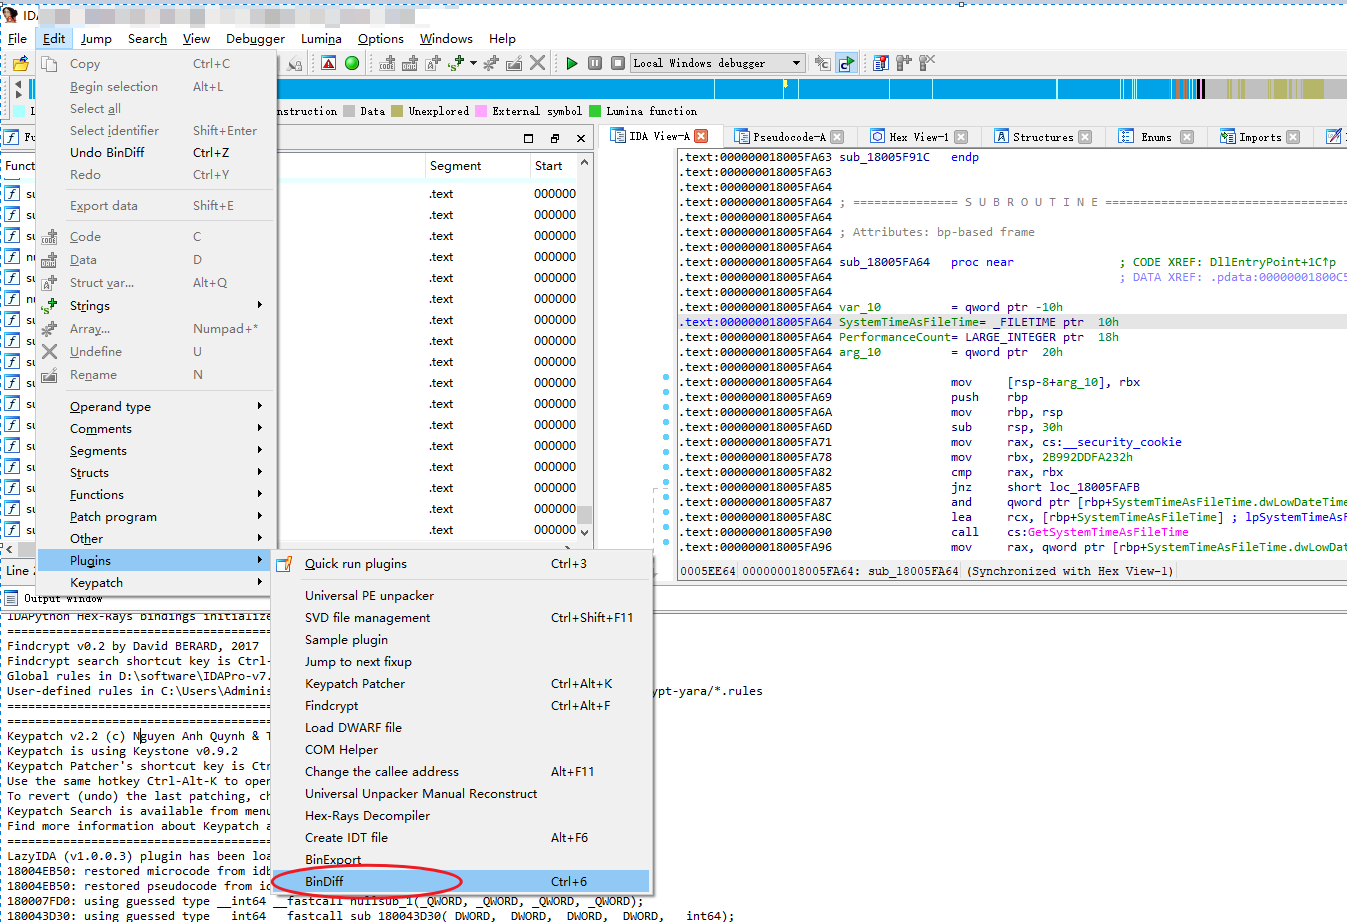 IDA
File Edit Jump Search View Debugger Lumina Options Windows Help
Local Windows debugger
nstruction Data Unexplored External symbol Lumina function
IDA View-A Pseudocode-A Hex View-1 Structures Enums Imports
Copy Ctrl+C
Begin selection Alt+L
Select all
Select identifier Shift+Enter
Undo BinDiff Ctrl+Z
Redo Ctrl+Y
Export data Shift+E
Code C
Data D
Struct var... Alt+Q
Strings
Array... Numpad+*
Undefine U
Rename N
Operand type
Comments
Segments
Structs
Functions
Patch program
Other
Plugins
Keypatch
Funct Segment Start
su .text 000000
su .text 000000
su .text 000000
nu .text 000000
su .text 000000
nu .text 000000
su .text 000000
su .text 000000
su .text 000000
su .text 000000
su .text 000000
su .text 000000
su .text 000000
su .text 000000
su .text 000000
su .text 000000
su .text 000000
Line
.text:000000018005FA63 sub_18005F91C endp
.text:000000018005FA63
.text:000000018005FA64
.text:000000018005FA64 ; =============== S U B R O U T I N E =======================================
.text:000000018005FA64
.text:000000018005FA64 ; Attributes: bp-based frame
.text:000000018005FA64
.text:000000018005FA64 sub_18005FA64 proc near ; CODE XREF: DllEntryPoint+1C↑p
.text:000000018005FA64 ; DATA XREF: .pdata:00000001800C5
.text:000000018005FA64
.text:000000018005FA64 var_10 = qword ptr -10h
.text:000000018005FA64 SystemTimeAsFileTime= _FILETIME ptr 10h
.text:000000018005FA64 PerformanceCount= LARGE_INTEGER ptr 18h
.text:000000018005FA64 arg_10 = qword ptr 20h
.text:000000018005FA64
.text:000000018005FA64 mov [rsp-8+arg_10], rbx
.text:000000018005FA69 push rbp
.text:000000018005FA6A mov rbp, rsp
.text:000000018005FA6D sub rsp, 30h
.text:000000018005FA71 mov rax, cs:__security_cookie
.text:000000018005FA78 mov rbx, 2B992DDFA232h
.text:000000018005FA82 cmp rax, rbx
.text:000000018005FA85 jnz short loc_18005FAFB
.text:000000018005FA87 and qword ptr [rbp+SystemTimeAsFileTime.dwLowDateTime
.text:000000018005FA8C lea rcx, [rbp+SystemTimeAsFileTime] ; lpSystemTimeAsF
.text:000000018005FA90 call cs:GetSystemTimeAsFileTime
.text:000000018005FA96 mov rax, qword ptr [rbp+SystemTimeAsFileTime.dwLowDat
0005EE64 000000018005FA64: sub_18005FA64 (Synchronized with Hex View-1)
Quick run plugins Ctrl+3
Universal PE unpacker
SVD file management Ctrl+Shift+F11
Sample plugin
Jump to next fixup
Keypatch Patcher Ctrl+Alt+K
Findcrypt Ctrl+Alt+F
Load DWARF file
COM Helper
Change the callee address Alt+F11
Universal Unpacker Manual Reconstruct
Hex-Rays Decompiler
Create IDT file Alt+F6
BinExport
BinDiff Ctrl+6
Output window
IDAPython Hex-Rays bindings initialize
Findcrypt v0.2 by David BERARD, 2017
Findcrypt search shortcut key is Ctrl-
Global rules in D:\software\IDAPro-v7.
User-defined rules in C:\Users\Adminis ypt-yara/*.rules
Keypatch v2.2 (c) Nguyen Anh Quynh & T
Keypatch is using Keystone v0.9.2
Keypatch Patcher's shortcut key is Ctr
Use the same hotkey Ctrl-Alt-K to open
To revert (undo) the last patching, ch
Keypatch Search is available from menu
Find more information about Keypatch a
LazyIDA (v1.0.0.3) plugin has been loa
18004EB50: restored microcode from idb
18004EB50: restored pseudocode from id
180007FD0: using guessed type __int64 __fastcall nullsub_1(_QWORD, _QWORD, _QWORD, _QWORD);
180043D30: using guessed type __int64 __fastcall sub_180043D30(_DWORD, _DWORD, _DWORD, _DWORD, __int64);